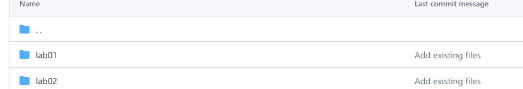 Name Last commit message
..
lab01 Add existing files
lab02 Add existing files